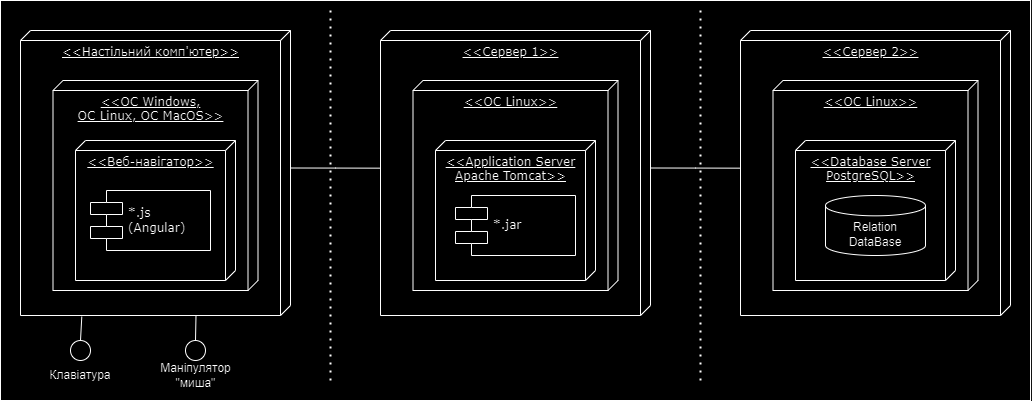 <<Настільний комп'ютер>>
<<ОС Windows,
ОС Linux, ОС MacOS>>
<<Веб-навігатор>>
*.js
(Angular)
Клавіатура
Маніпулятор
"миша"
<<Сервер 1>>
<<ОС Linux>>
<<Application Server
Apache Tomcat>>
*.jar
<<Сервер 2>>
<<ОС Linux>>
<<Database Server
PostgreSQL>>
Relation
DataBase